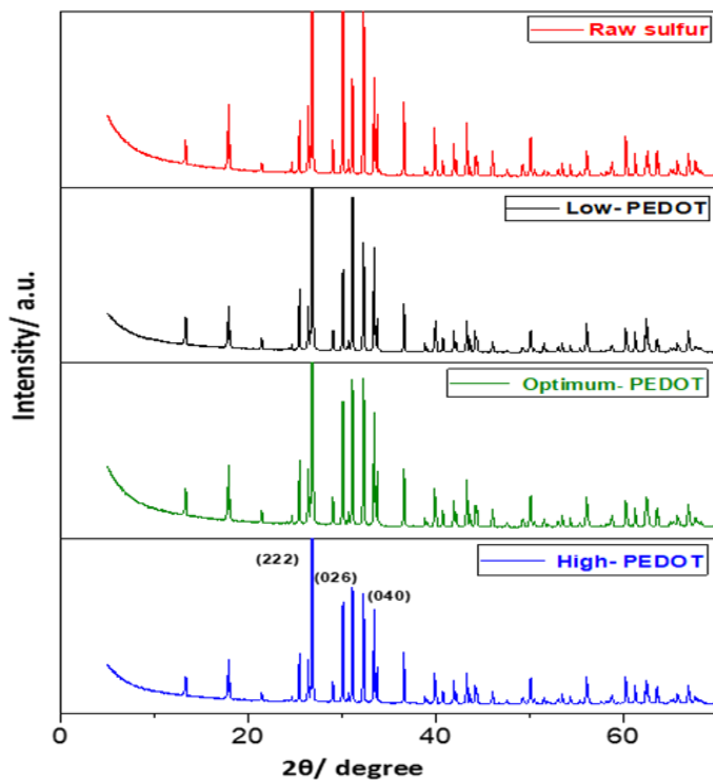 Raw sulfur
Low- PEDOT
Optimum- PEDOT
High- PEDOT
(222)
(026)
(040)
Intensity/ a.u.
0 20 40 60
2θ/ degree